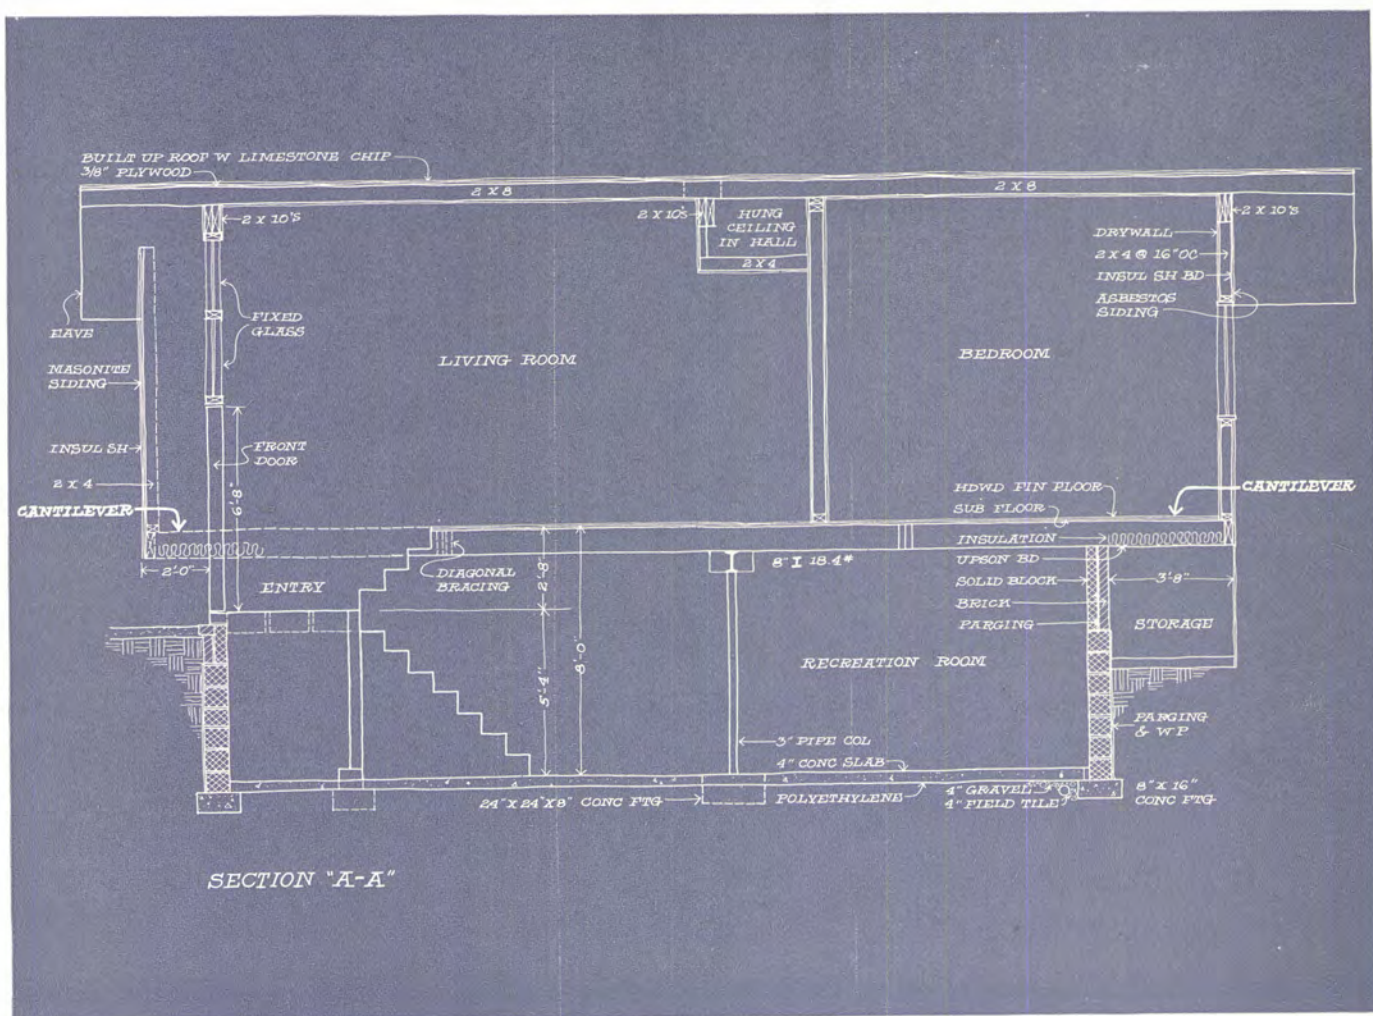 BUILT UP ROOF W LIMESTONE CHIP
3/8" PLYWOOD
2 X 8
2 X 8
2 X 10'S
2 X 10'S
HUNG
CEILING
IN HALL
2 X 4
2 X 10'S
DRYWALL
2 X 4 @ 16" OC
INSUL SH BD
ASBESTOS
SIDING
EAVE
FIXED
GLASS
MASONITE
SIDING
LIVING ROOM
BEDROOM
INSUL SH
FRONT
DOOR
2 X 4
6'-8"
CANTILEVER
HDWD FIN FLOOR
SUB FLOOR
CANTILEVER
INSULATION
UPSON BD
SOLID BLOCK
BRICK
PARGING
2'-0"
ENTRY
DIAGONAL
BRACING
2'-8"
8" I 18.4#
3'-8"
STORAGE
5'-4"
8'-0"
RECREATION ROOM
PARGING
& WP
3" PIPE COL
4" CONC SLAB
24" X 24" X 8" CONC FTG
POLYETHYLENE
4" GRAVEL
4" FIELD TILE
8" X 16"
CONC FTG
SECTION "A-A"